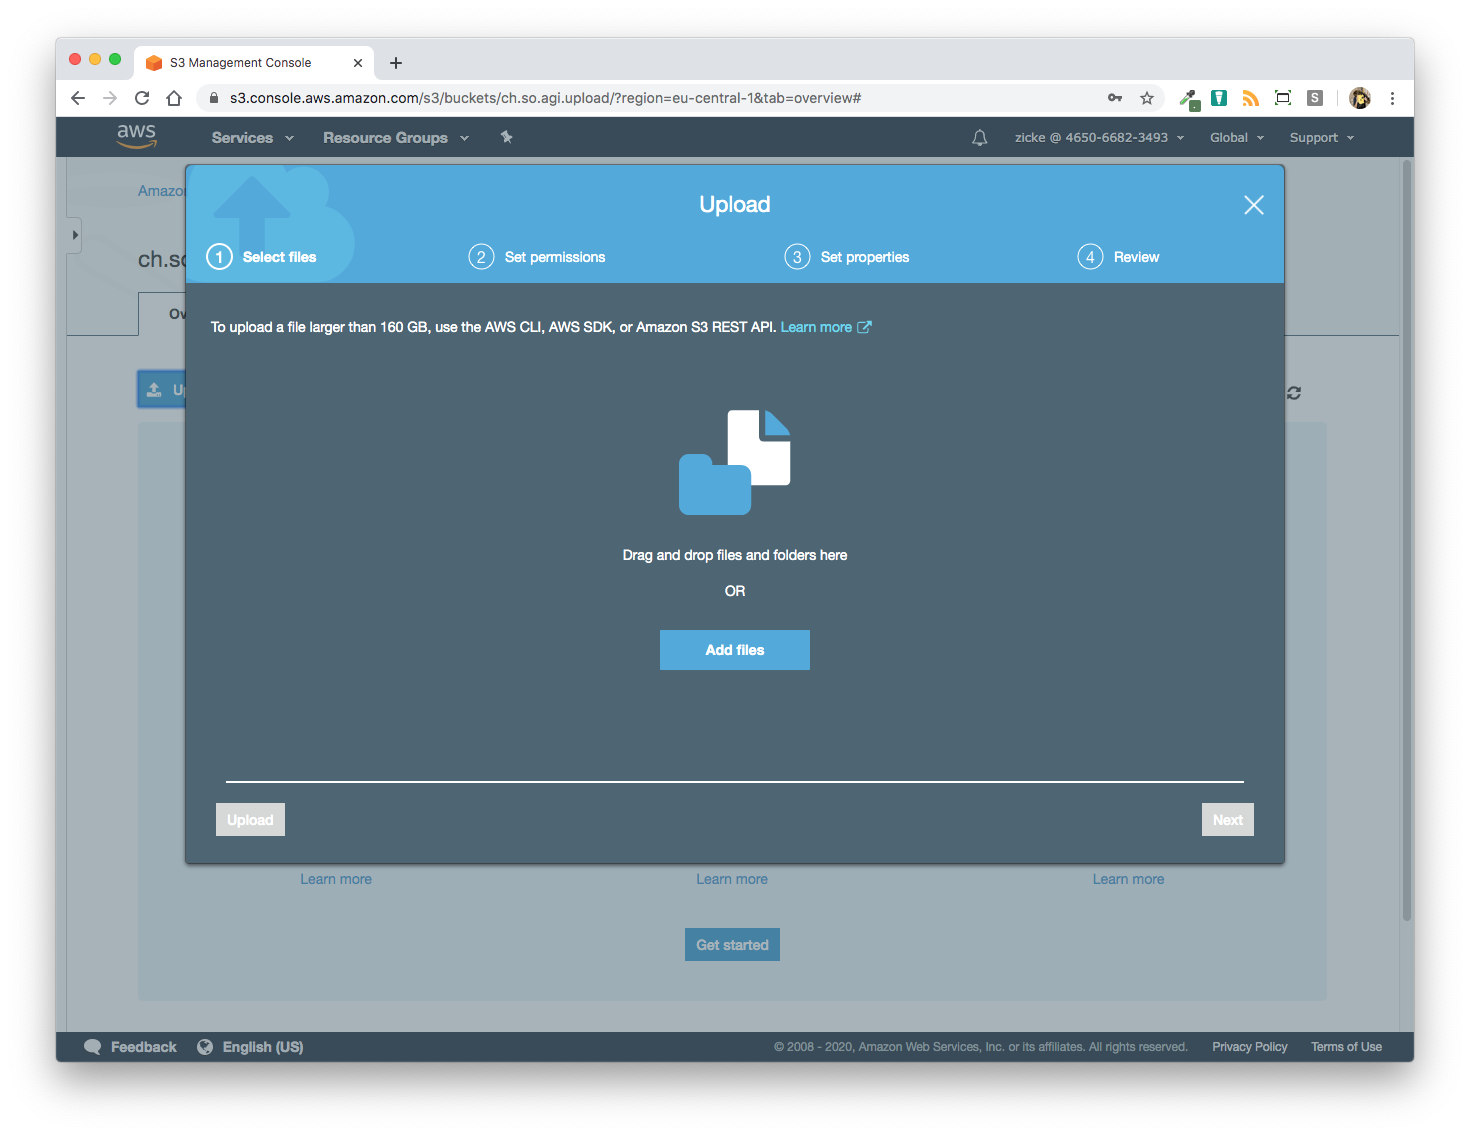 S3 Management Console
s3.console.aws.amazon.com/s3/buckets/ch.so.agi.upload/?region=eu-central-1&tab=overview#
S
aws Services Resource Groups zicke @ 4650-6682-3493 Global Support
Amazo
Upload
1 Select files 2 Set permissions 3 Set properties 4 Review
ch.so
Ov
To upload a file larger than 160 GB, use the AWS CLI, AWS SDK, or Amazon S3 REST API. Learn more
Up
Drag and drop files and folders here
OR
Add files
Upload Next
Learn more Learn more Learn more
Get started
Feedback English (US) © 2008 - 2020, Amazon Web Services, Inc. or its affiliates. All rights reserved. Privacy Policy Terms of Use